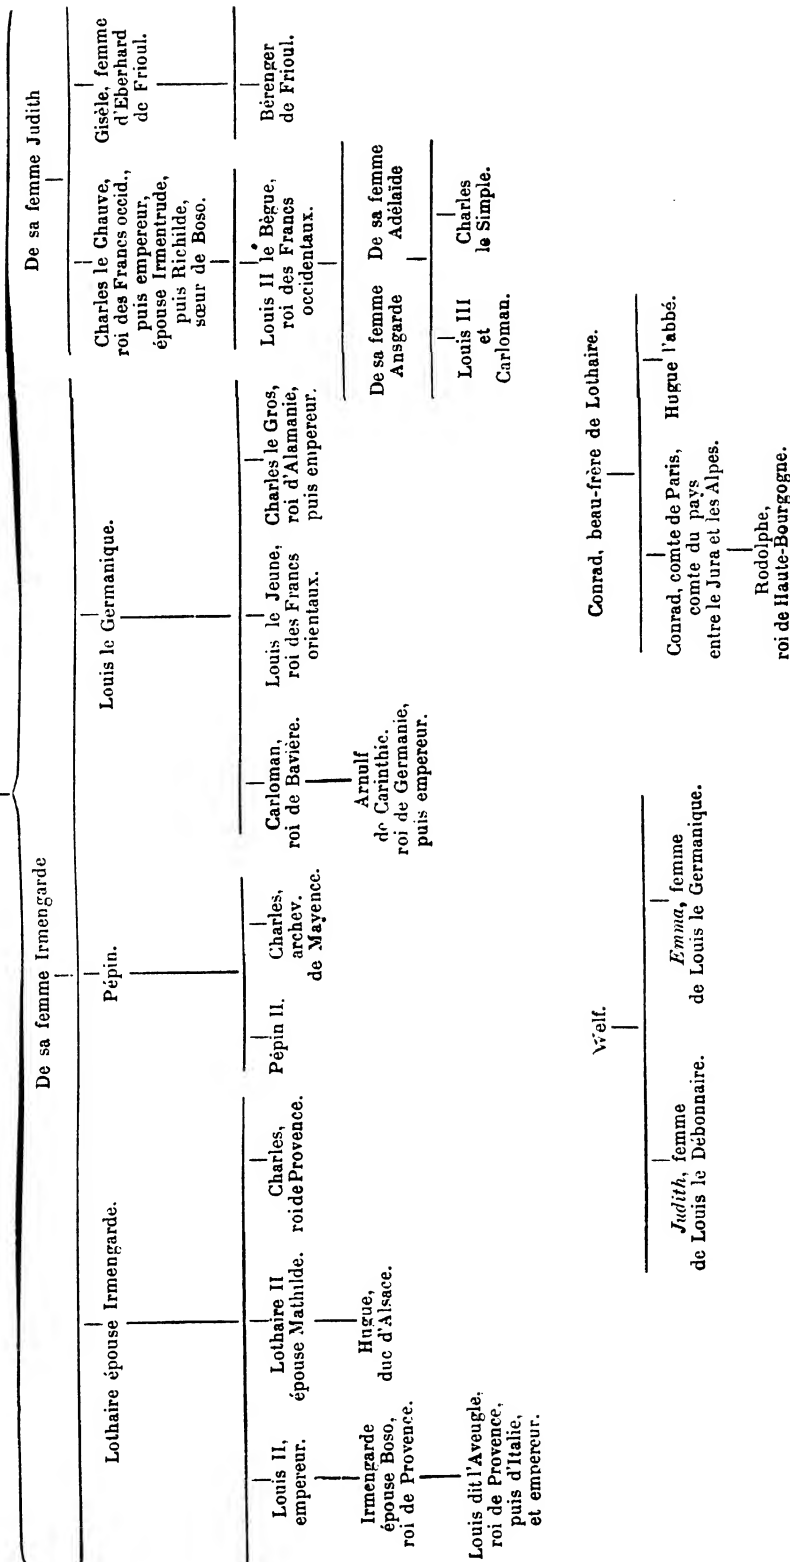 De sa femme Irmengarde
De sa femme Judith
Lothaire épouse Irmengarde.
Pépin.
Louis le Germanique.
Charles le Chauve,
roi des Francs occid.,
puis empereur,
épouse Irmentrude,
puis Richilde,
sœur de Boso.
Gisèle, femme
d'Eberhard
de Frioul.
Louis II,
empereur.
Lothaire II
épouse Mathilde.
Charles,
roi de Provence.
Pépin II.
Charles,
archev.
de Mayence.
Carloman,
roi de Bavière.
Louis le Jeune,
roi des Francs
orientaux.
Charles le Gros,
roi d'Alamanie,
puis empereur.
Louis II le Bègue,
roi des Francs
occidentaux.
Bérenger
de Frioul.
Irmengarde
épouse Boso,
roi de Provence.
Hugue,
duc d'Alsace.
Arnulf
de Carinthie.
roi de Germanie,
puis empereur.
De sa femme
Ansgarde
De sa femme
Adélaïde
Louis dit l'Aveugle,
roi de Provence,
puis d'Italie,
et empereur.
Louis III
et
Carloman.
Charles
le Simple.
Welf.
Judith, femme
de Louis le Débonnaire.
Emma, femme
de Louis le Germanique.
Conrad, beau-frère de Lothaire.
Conrad, comte de Paris,
comte du pays
entre le Jura et les Alpes.
Hugue l'abbé.
Rodolphe,
roi de Haute-Bourgogne.